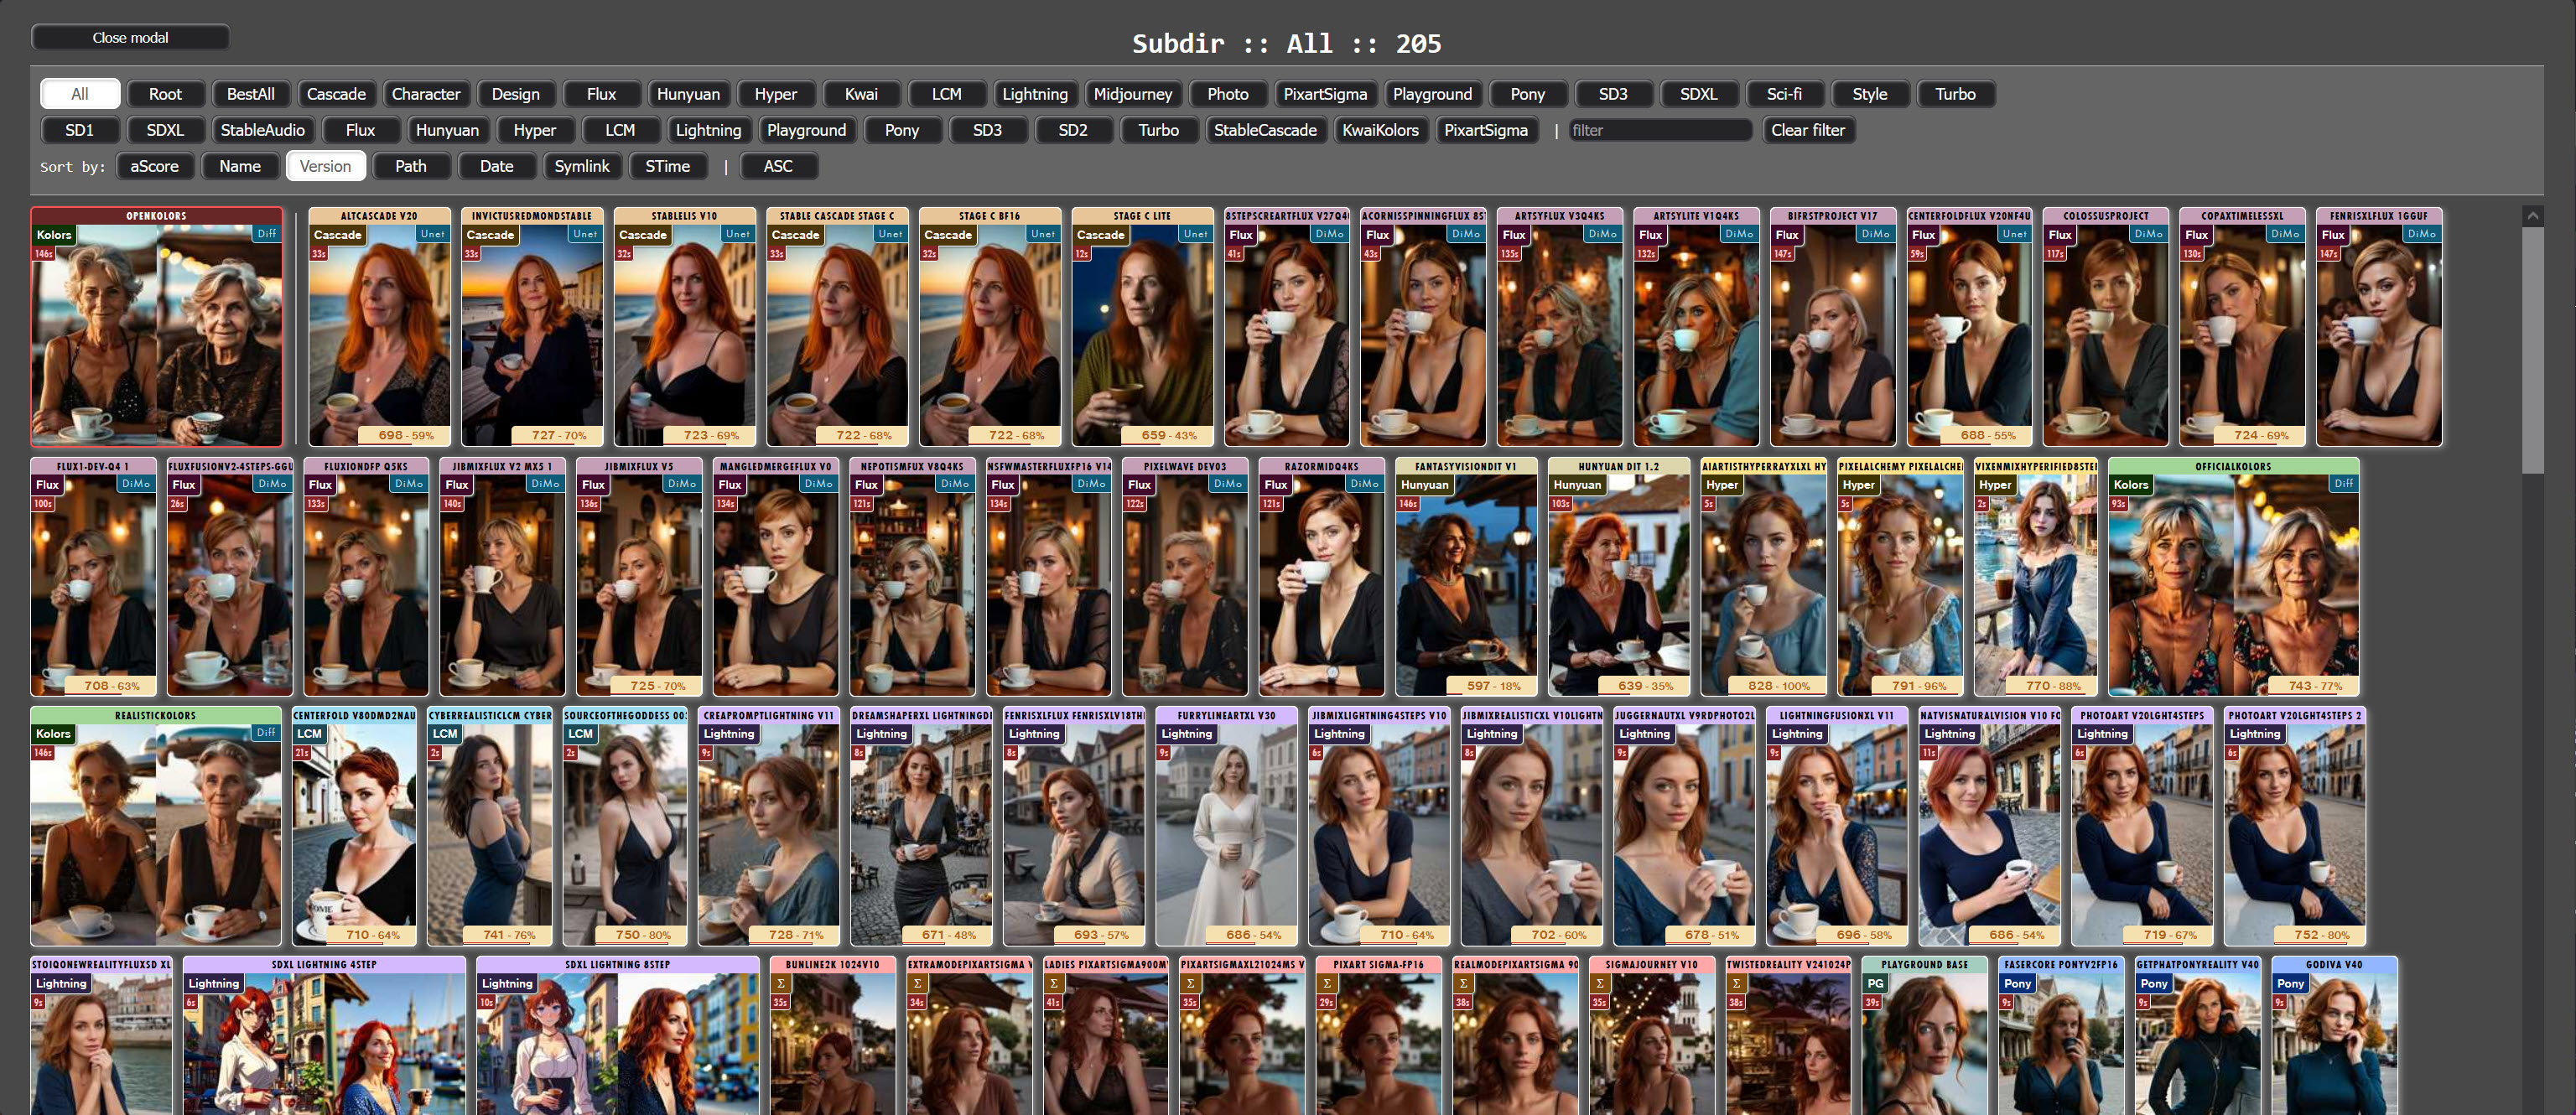 Close modal
Subdir :: All :: 205
All Root BestAll Cascade Character Design Flux Hunyuan Hyper Kwai LCM Lightning Midjourney Photo PixartSigma Playground Pony SD3 SDXL Sci-fi Style Turbo
SD1 SDXL StableAudio Flux Hunyuan Hyper LCM Lightning Playground Pony SD3 SD2 Turbo StableCascade KwaiKolors PixartSigma | filter Clear filter
Sort by: aScore Name Version Path Date Symlink STime | ASC
OPENKOLORS ALTCASCADE V20 INVICTUSREDMONDSTABLE STABLELIS V10 STABLE CASCADE STAGE C STAGE C BF16 STAGE C LITE 8STEPSCREARTFLUX V27Q4 ACORNISSPINNINGFLUX 8S ARTSYFLUX V3Q4KS ARTSYLITE V1Q4KS BIFRSTPROJECT V17 CENTERFOLDFLUX V20NF4U COLOSSUSPROJECT COPAXTIMELESSXL FENRISXLFLUX 1GGUF
Kolors Diff Cascade Unet Cascade Unet Cascade Unet Cascade Unet Cascade Unet Cascade Unet Flux DiMo Flux DiMo Flux DiMo Flux DiMo Flux DiMo Flux Unet Flux DiMo Flux DiMo Flux DiMo
146s 33s 33s 32s 33s 32s 12s 41s 43s 135s 132s 147s 59s 117s 130s 147s
698 - 59% 727 - 70% 723 - 69% 722 - 68% 722 - 68% 659 - 43% 688 - 55% 724 - 69%
FLUX1-DEV-Q4 1 FLUXFUSIONV2-4STEPS-GGU FLUXIONDFP Q5KS JIBMIXFLUX V2 MX5 1 JIBMIXFLUX V5 MANGLEDMERGEFLUX V0 NEPOTISMFUX V8Q4KS NSFWMASTERFLUXFP16 V14 PIXELWAVE DEV03 RAZORMIDQ4KS FANTASYVISIONDIT V1 HUNYUAN DIT 1.2 AIARTISTHYPERRAYXLXL HY PIXELALCHEMY PIXELALCHE VIXENMIXHYPERIFIED8STE OFFICIALKOLORS
Flux DiMo Flux DiMo Flux DiMo Flux DiMo Flux DiMo Flux DiMo Flux DiMo Flux DiMo Flux DiMo Flux DiMo Hunyuan Hunyuan Hyper Hyper Hyper Kolors Diff
100s 26s 133s 140s 136s 134s 121s 134s 122s 121s 146s 103s 5s 5s 2s 93s
708 - 63% 725 - 70% 597 - 18% 639 - 35% 828 - 100% 791 - 96% 770 - 88% 743 - 77%
REALISTICKOLORS CENTERFOLD V80DMD2NAU CYBERREALISTICLCM CYBER SOURCEOFTHEGODDESS 00 CREAPROMPTLIGHTNING V11 DREAMSHAPERXL LIGHTNINGD FENRISXLFLUX FENRISXLV18TH FURRYLINEARTXL V30 JIBMIXLIGHTNING4STEPS V10 JIBMIXREALISTICXL V10LIGHTN JUGGERNAUTXL V9RDPHOTO2L LIGHTNINGFUSIONXL V11 NATVISNATURALVISION V10 FO PHOTOART V20LGHT4STEPS PHOTOART V20LGHT4STEPS 2
Kolors Diff LCM LCM LCM Lightning Lightning Lightning Lightning Lightning Lightning Lightning Lightning Lightning Lightning Lightning
146s 21s 2s 2s 9s 8s 8s 9s 6s 8s 9s 9s 11s 6s 6s
710 - 64% 741 - 76% 750 - 80% 728 - 71% 671 - 48% 693 - 57% 686 - 54% 710 - 64% 702 - 60% 678 - 51% 696 - 58% 686 - 54% 719 - 67% 752 - 80%
STOIQONEWREALITYFLUXSD XL SDXL LIGHTNING 4STEP SDXL LIGHTNING 8STEP BUNLINE2K 1024V10 EXTRAMODEPIXARTSIGMA V LADIES PIXARTSIGMA900M PIXARTSIGMAXL21024MS V PIXART SIGMA-FP16 REALMODEPIXARTSIGMA 90 SIGMAJOURNEY V10 TWISTEDREALITY V241024P PLAYGROUND BASE FASERCORE PONYV2FP16 GETPHATPONYREALITY V40 GODIVA V40
Lightning Lightning Lightning Σ Σ Σ Σ Σ Σ Σ Σ PG Pony Pony Pony
9s 6s 10s 35s 34s 41s 35s 29s 38s 35s 38s 39s 9s 9s 9s